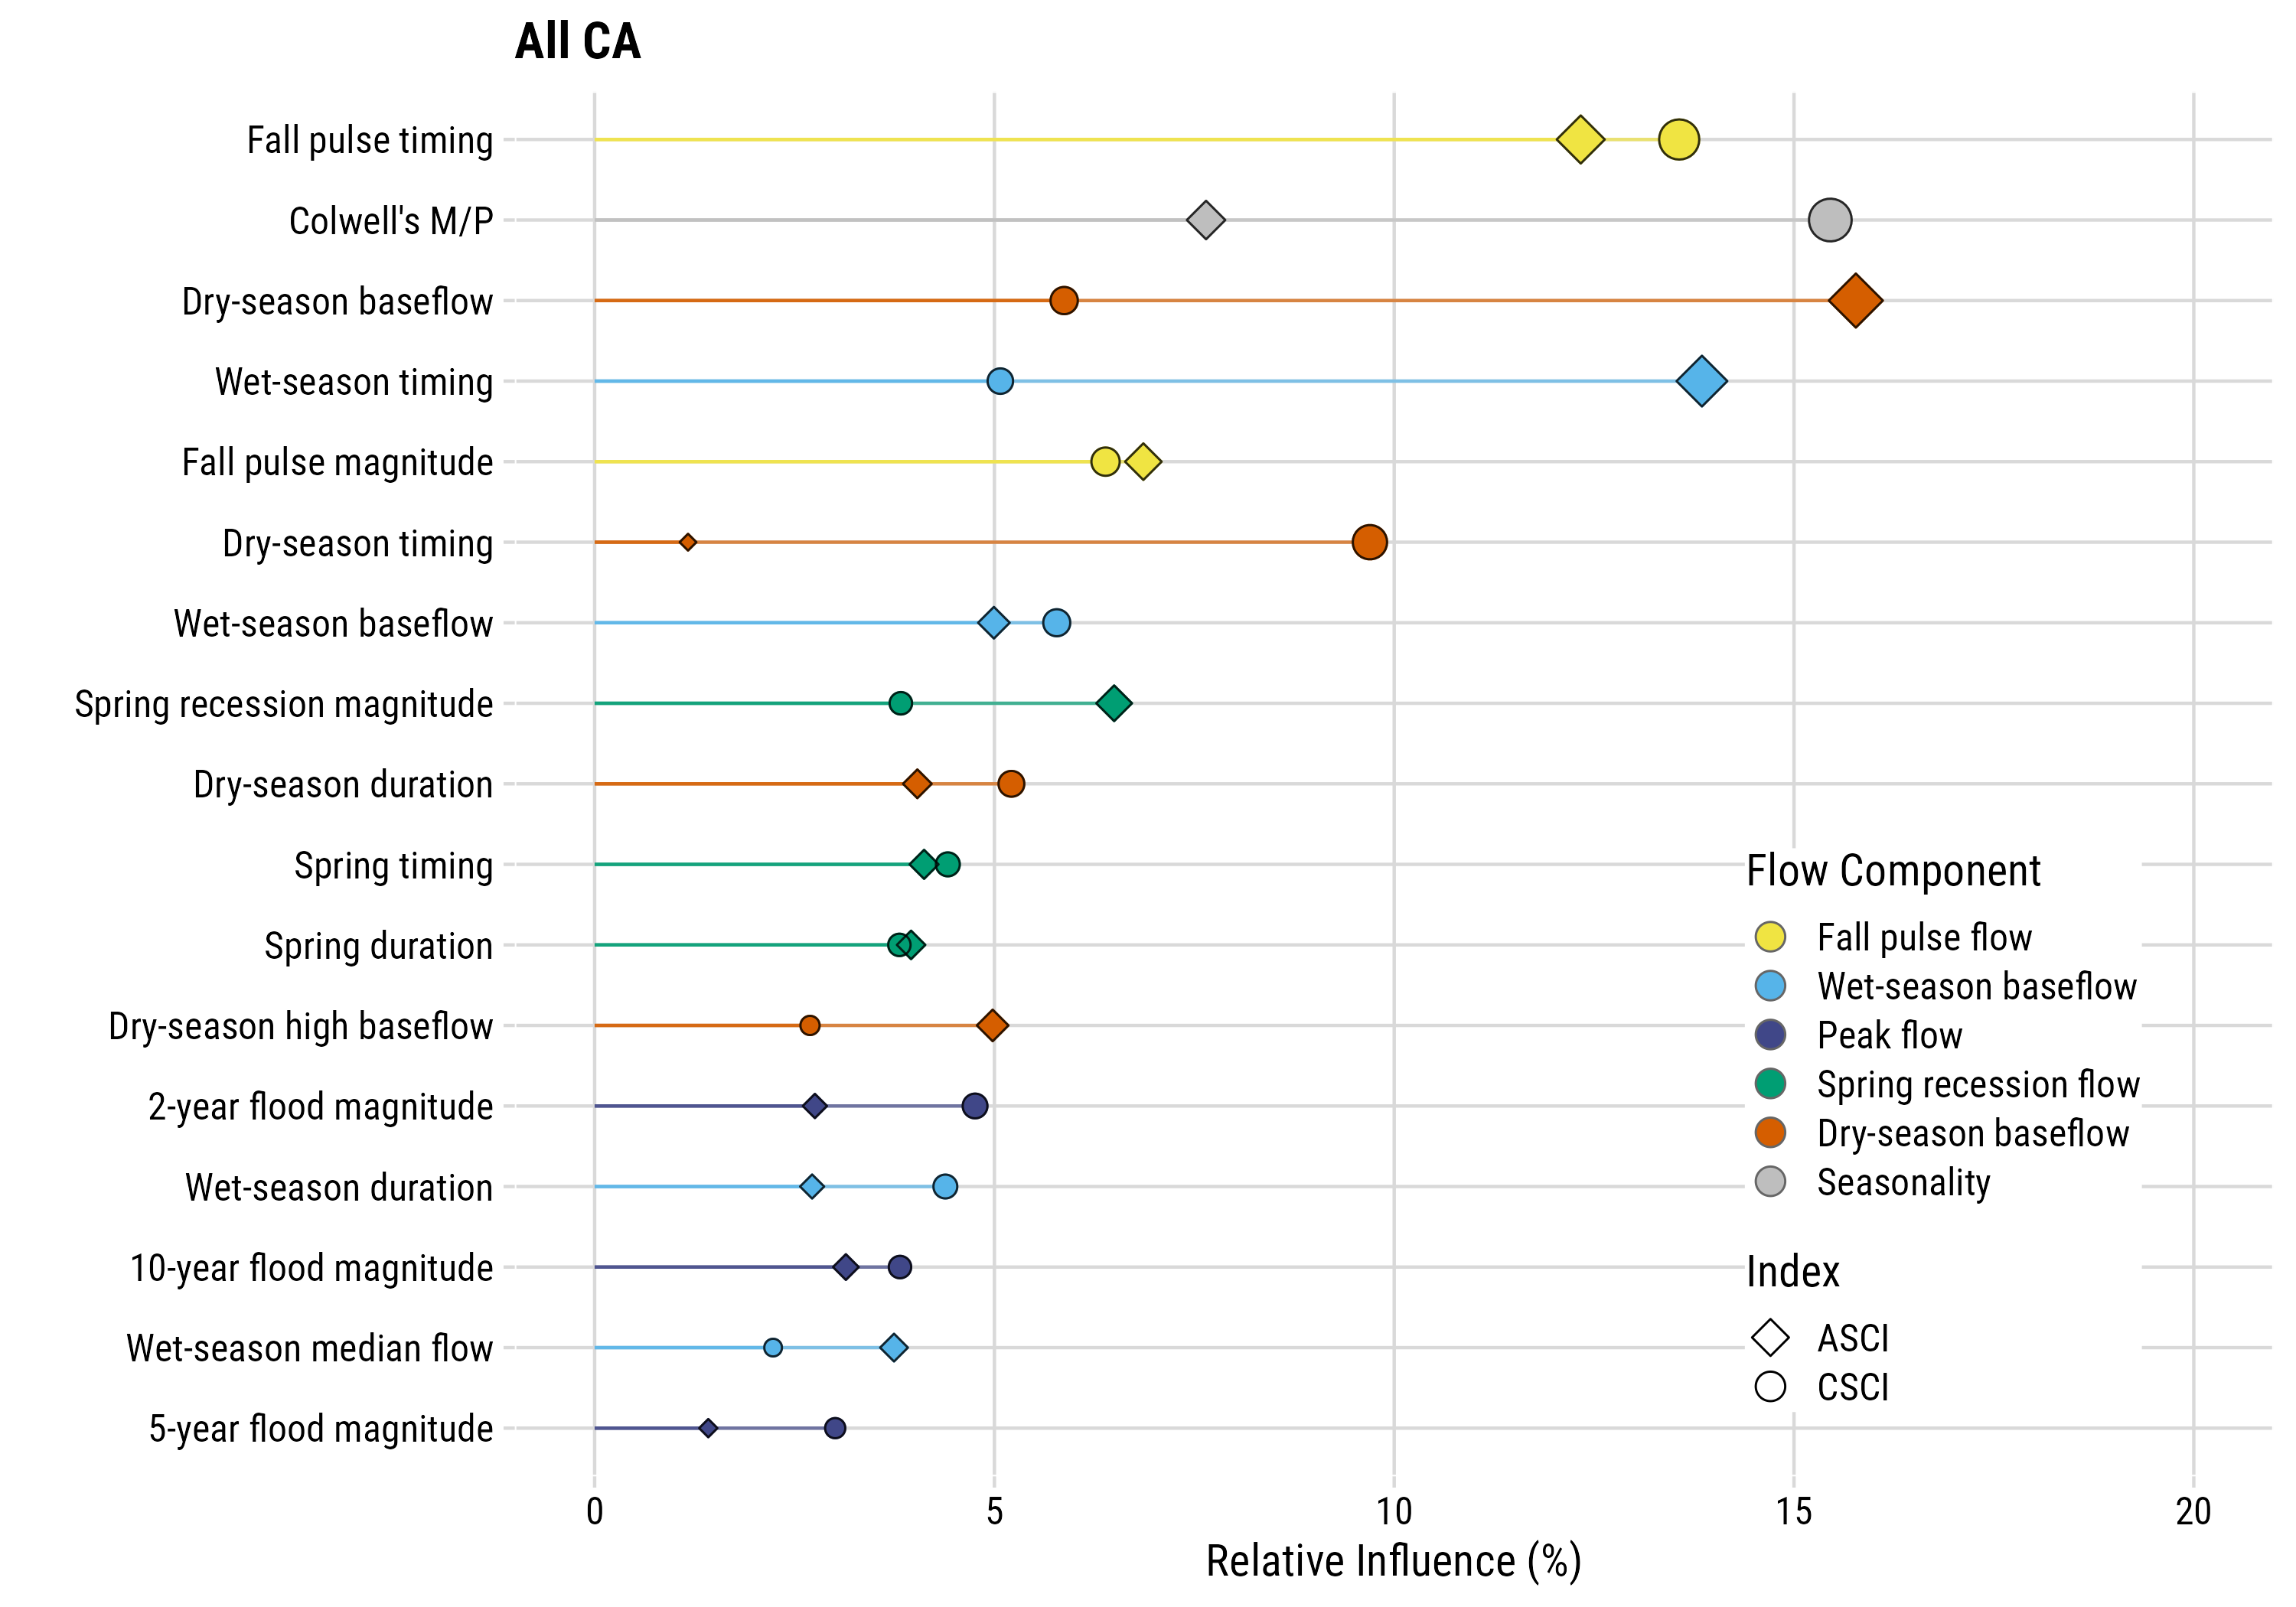 All CA
Fall pulse timing
Colwell's M/P
Dry-season baseflow
Wet-season timing
Fall pulse magnitude
Dry-season timing
Wet-season baseflow
Spring recession magnitude
Dry-season duration
Spring timing
Spring duration
Dry-season high baseflow
2-year flood magnitude
Wet-season duration
10-year flood magnitude
Wet-season median flow
5-year flood magnitude
Flow Component
Fall pulse flow
Wet-season baseflow
Peak flow
Spring recession flow
Dry-season baseflow
Seasonality
Index
ASCI
CSCI
0 5 10 15 20
Relative Influence (%)